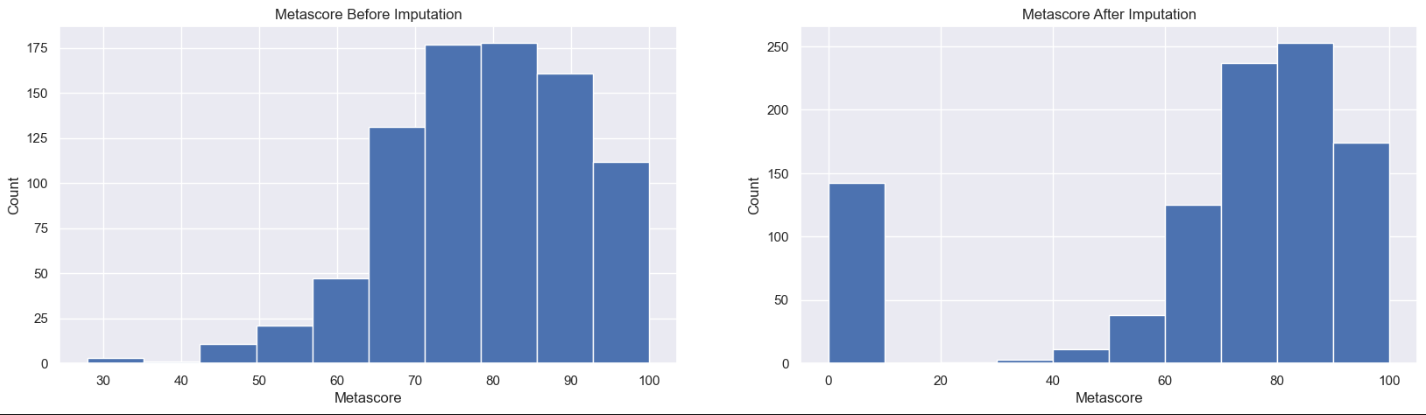 Metascore Before Imputation
175
150
125
100
75
50
25
0
Count
30 40 50 60 70 80 90 100
Metascore
Metascore After Imputation
250
200
150
100
50
0
Count
0 20 40 60 80 100
Metascore